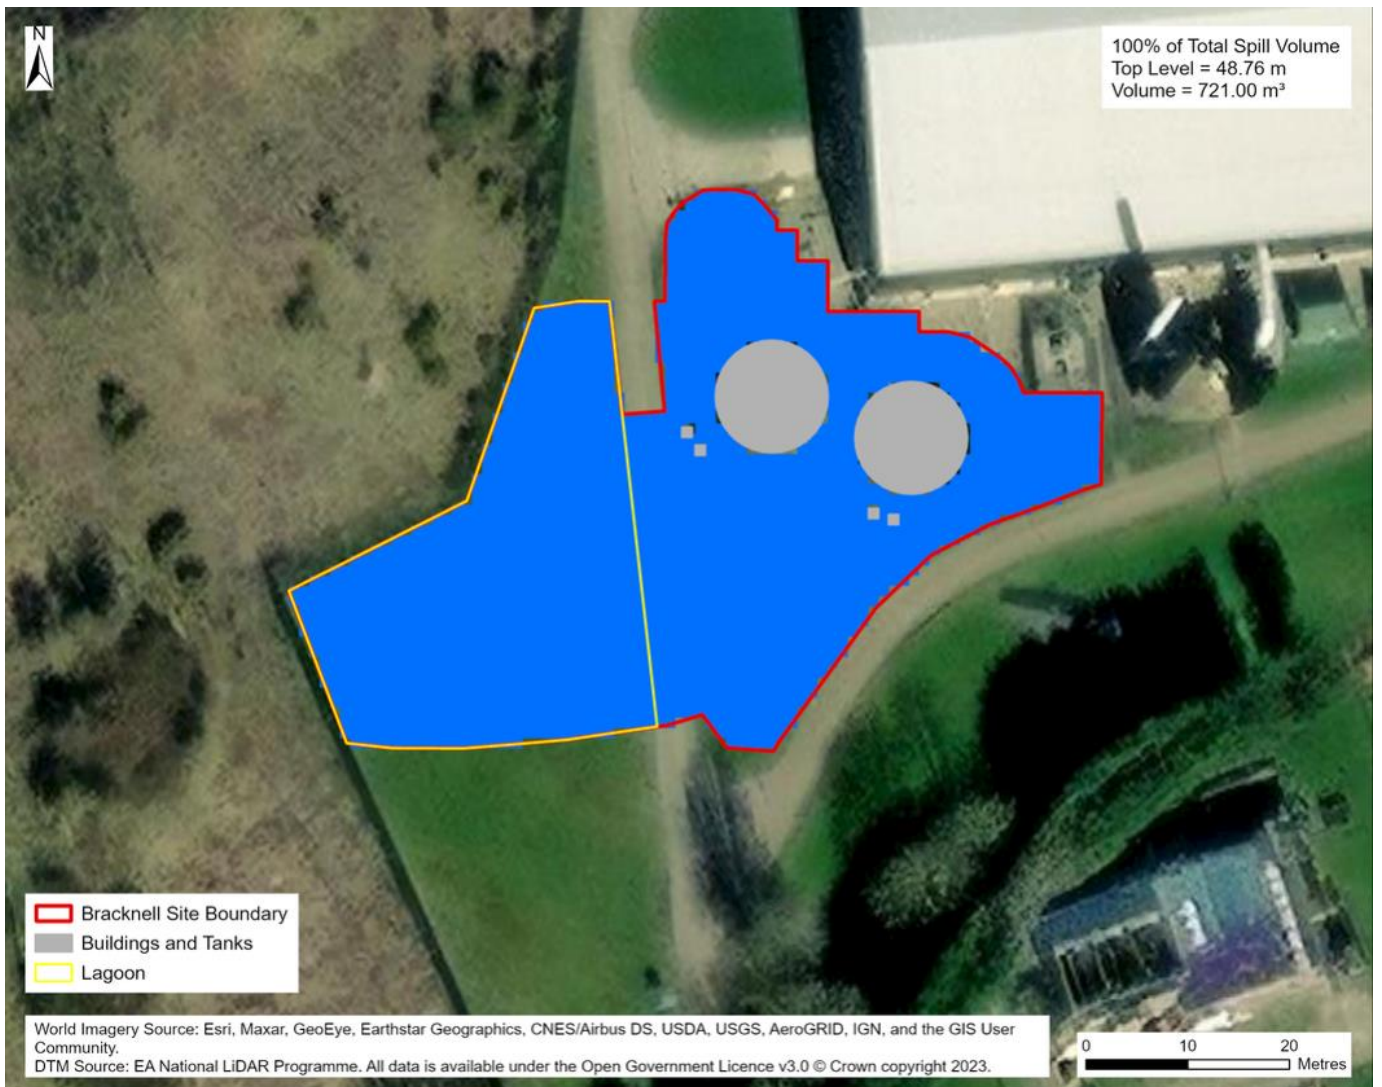 N
100% of Total Spill Volume
Top Level = 48.76 m
Volume = 721.00 m³
Bracknell Site Boundary
Buildings and Tanks
Lagoon
World Imagery Source: Esri, Maxar, GeoEye, Earthstar Geographics, CNES/Airbus DS, USDA, USGS, AeroGRID, IGN, and the GIS User
Community.
DTM Source: EA National LiDAR Programme. All data is available under the Open Government Licence v3.0 © Crown copyright 2023.
0 10 20
Metres